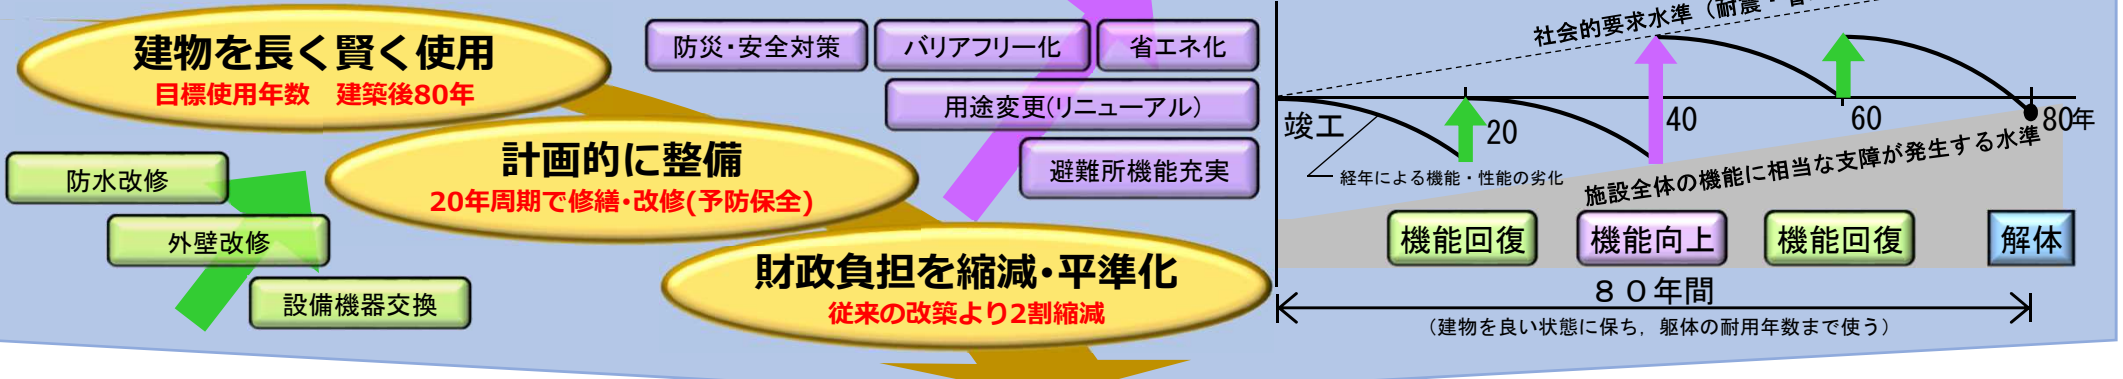 建物を長く賢く使用
目標使用年数　建築後80年
計画的に整備
20年周期で修繕・改修(予防保全)
財政負担を縮減・平準化
従来の改築より2割縮減
防水改修
外壁改修
設備機器交換
防災・安全対策
バリアフリー化
省エネ化
用途変更(リニューアル)
避難所機能充実
社会的要求水準（耐震・省
竣工
20
40
60
80年
経年による機能・性能の劣化
施設全体の機能に相当な支障が発生する水準
機能回復
機能向上
機能回復
解体
８０年間
（建物を良い状態に保ち，躯体の耐用年数まで使う）